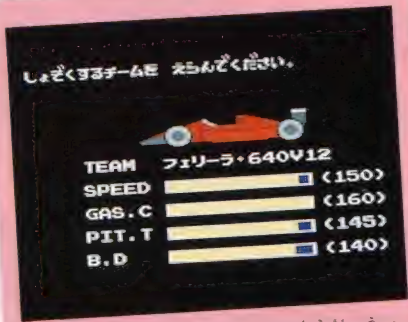 しょぞくするチームを えらんでください。
TEAM フェリーラ・640V12
SPEED (150)
GAS.C (160)
PIT.T (145)
B.D (140)